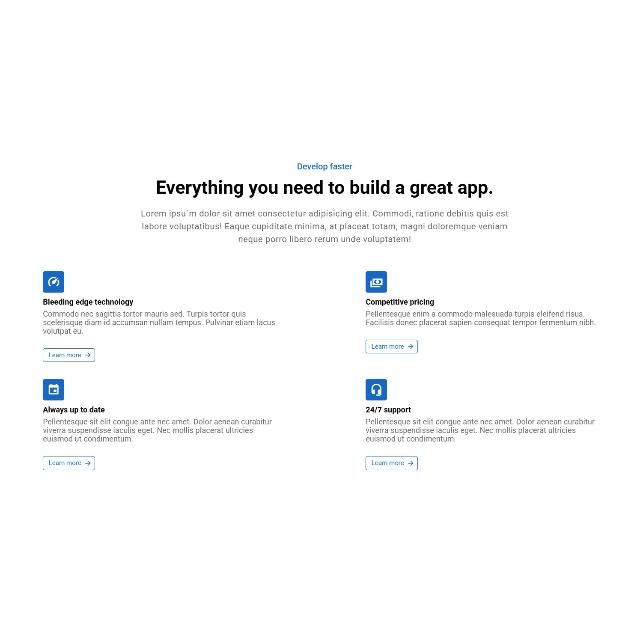 Develop faster
Everything you need to build a great app.
Lorem ipsu`m dolor sit amet consectetur adipisicing elit. Commodi, ratione debitis quis est
labore voluptatibus! Eaque cupiditate minima, at placeat totam, magni doloremque veniam
neque porro libero rerum unde voluptatem!
Bleeding edge technology
Commodo nec sagittis tortor mauris sed. Turpis tortor quis
scelerisque diam id accumsan nullam tempus. Pulvinar etiam lacus
volutpat eu.
Learn more
Competitive pricing
Pellentesque enim a commodo malesuada turpis eleifend risus.
Facilisis donec placerat sapien consequat tempor fermentum nibh.
Learn more
Always up to date
Pellentesque sit elit congue ante nec amet. Dolor aenean curabitur
viverra suspendisse iaculis eget. Nec mollis placerat ultricies
euismod ut condimentum.
Learn more
24/7 support
Pellentesque sit elit congue ante nec amet. Dolor aenean curabitur
viverra suspendisse iaculis eget. Nec mollis placerat ultricies
euismod ut condimentum.
Learn more